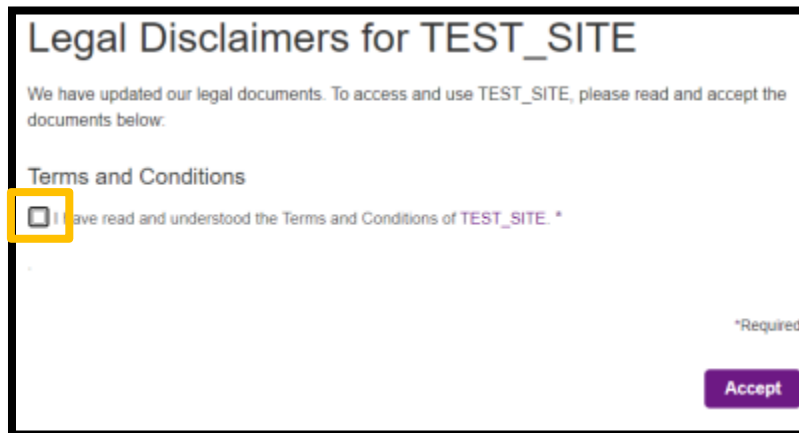 Legal Disclaimers for TEST_SITE
We have updated our legal documents. To access and use TEST_SITE, please read and accept the
documents below:
Terms and Conditions
I have read and understood the Terms and Conditions of TEST_SITE. *
*Required
Accept